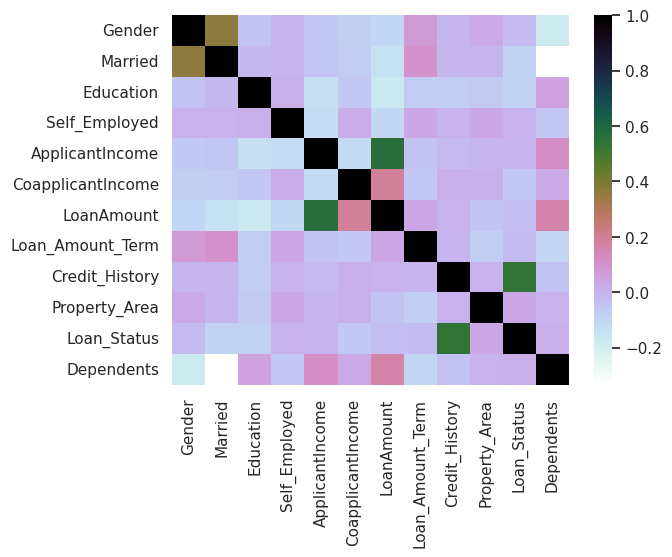 Gender
Married
Education
Self_Employed
ApplicantIncome
CoapplicantIncome
LoanAmount
Loan_Amount_Term
Credit_History
Property_Area
Loan_Status
Dependents
Gender
Married
Education
Self_Employed
ApplicantIncome
CoapplicantIncome
LoanAmount
Loan_Amount_Term
Credit_History
Property_Area
Loan_Status
Dependents
1.0
0.8
0.6
0.4
0.2
0.0
−0.2